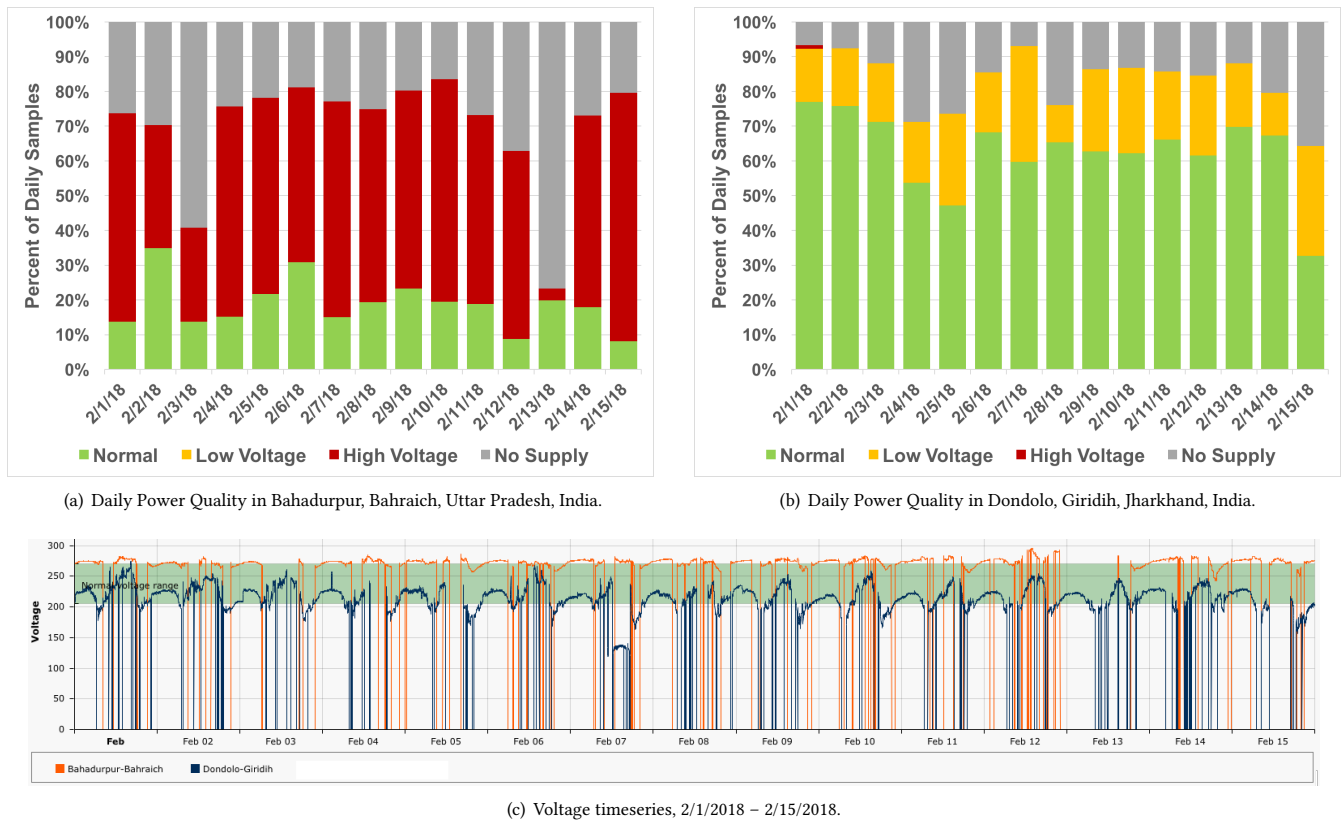 100%
90%
80%
70%
60%
50%
40%
30%
20%
10%
0%
Percent of Daily Samples
2/1/18 2/2/18 2/3/18 2/4/18 2/5/18 2/6/18 2/7/18 2/8/18 2/9/18 2/10/18 2/11/18 2/12/18 2/13/18 2/14/18 2/15/18
Normal Low Voltage High Voltage No Supply
(a) Daily Power Quality in Bahadurpur, Bahraich, Uttar Pradesh, India.
100%
90%
80%
70%
60%
50%
40%
30%
20%
10%
0%
Percent of Daily Samples
2/1/18 2/2/18 2/3/18 2/4/18 2/5/18 2/6/18 2/7/18 2/8/18 2/9/18 2/10/18 2/11/18 2/12/18 2/13/18 2/14/18 2/15/18
Normal Low Voltage High Voltage No Supply
(b) Daily Power Quality in Dondolo, Giridih, Jharkhand, India.
300
250
200
150
100
50
0
Voltage
Normal voltage range
Feb Feb 02 Feb 03 Feb 04 Feb 05 Feb 06 Feb 07 Feb 08 Feb 09 Feb 10 Feb 11 Feb 12 Feb 13 Feb 14 Feb 15
Bahadurpur-Bahraich Dondolo-Giridih
(c) Voltage timeseries, 2/1/2018 – 2/15/2018.